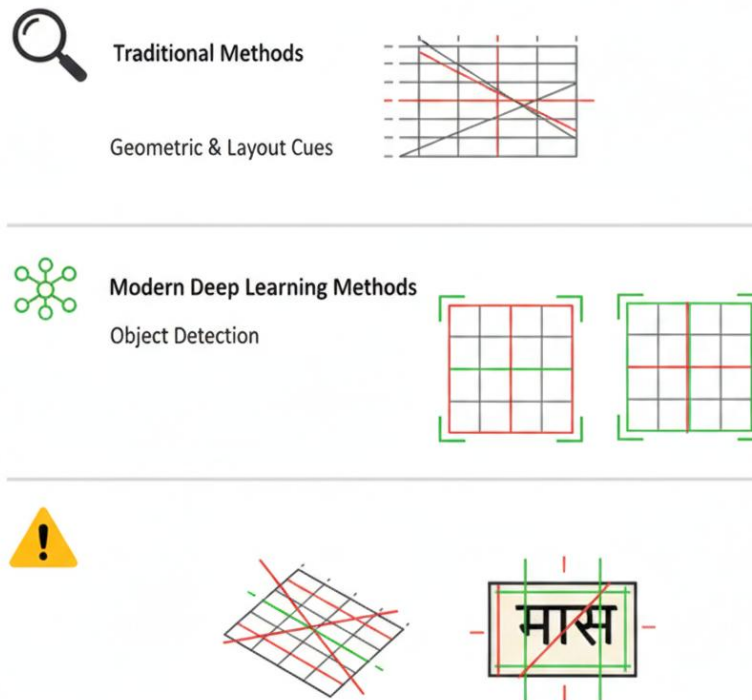 Traditional Methods
Geometric & Layout Cues
Modern Deep Learning Methods
Object Detection
मास